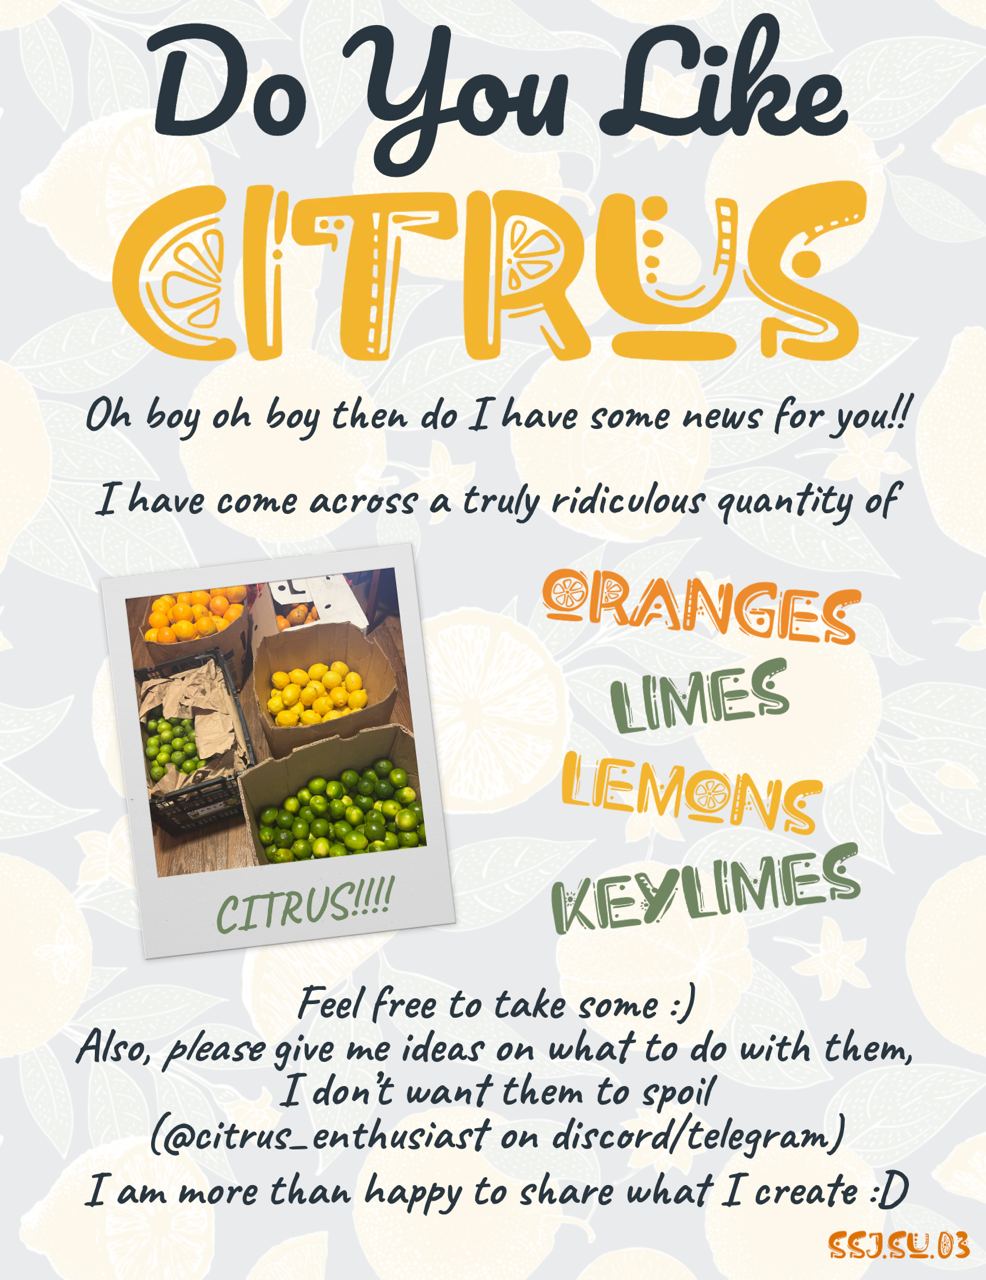 Do You Like
CITRUS
Oh boy oh boy then do I have some news for you!!
I have come across a truly ridiculous quantity of
ORANGES
LIMES
LEMONS
KEYLIMES
CITRUS!!!!
Feel free to take some :)
Also, please give me ideas on what to do with them,
I don't want them to spoil
(@citrus_enthusiast on discord/telegram)
I am more than happy to share what I create :D
SSJ.SU.03